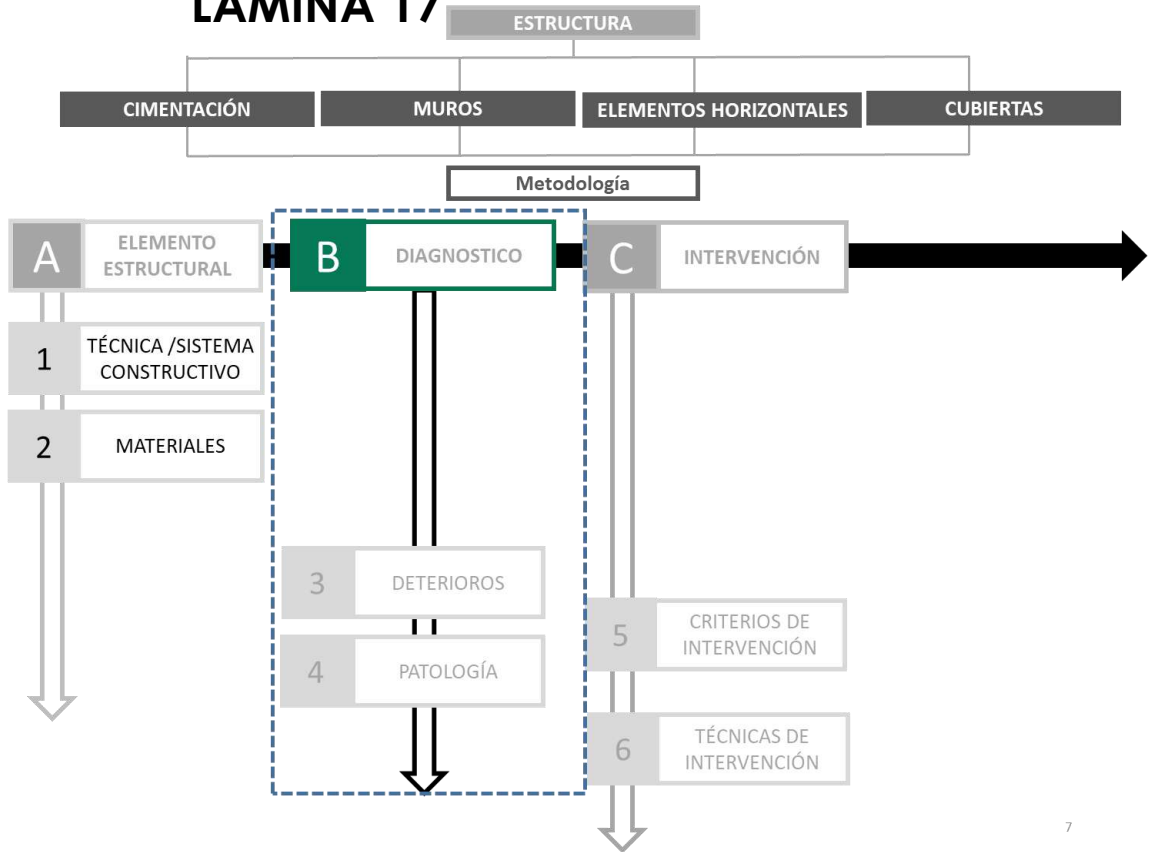 LÁMINA 17
ESTRUCTURA
CIMENTACIÓN
MUROS
ELEMENTOS HORIZONTALES
CUBIERTAS
Metodología
A
ELEMENTO
ESTRUCTURAL
B
DIAGNOSTICO
C
INTERVENCIÓN
1
TÉCNICA /SISTEMA
CONSTRUCTIVO
2
MATERIALES
3
DETERIOROS
4
PATOLOGÍA
5
CRITERIOS DE
INTERVENCIÓN
6
TÉCNICAS DE
INTERVENCIÓN
7